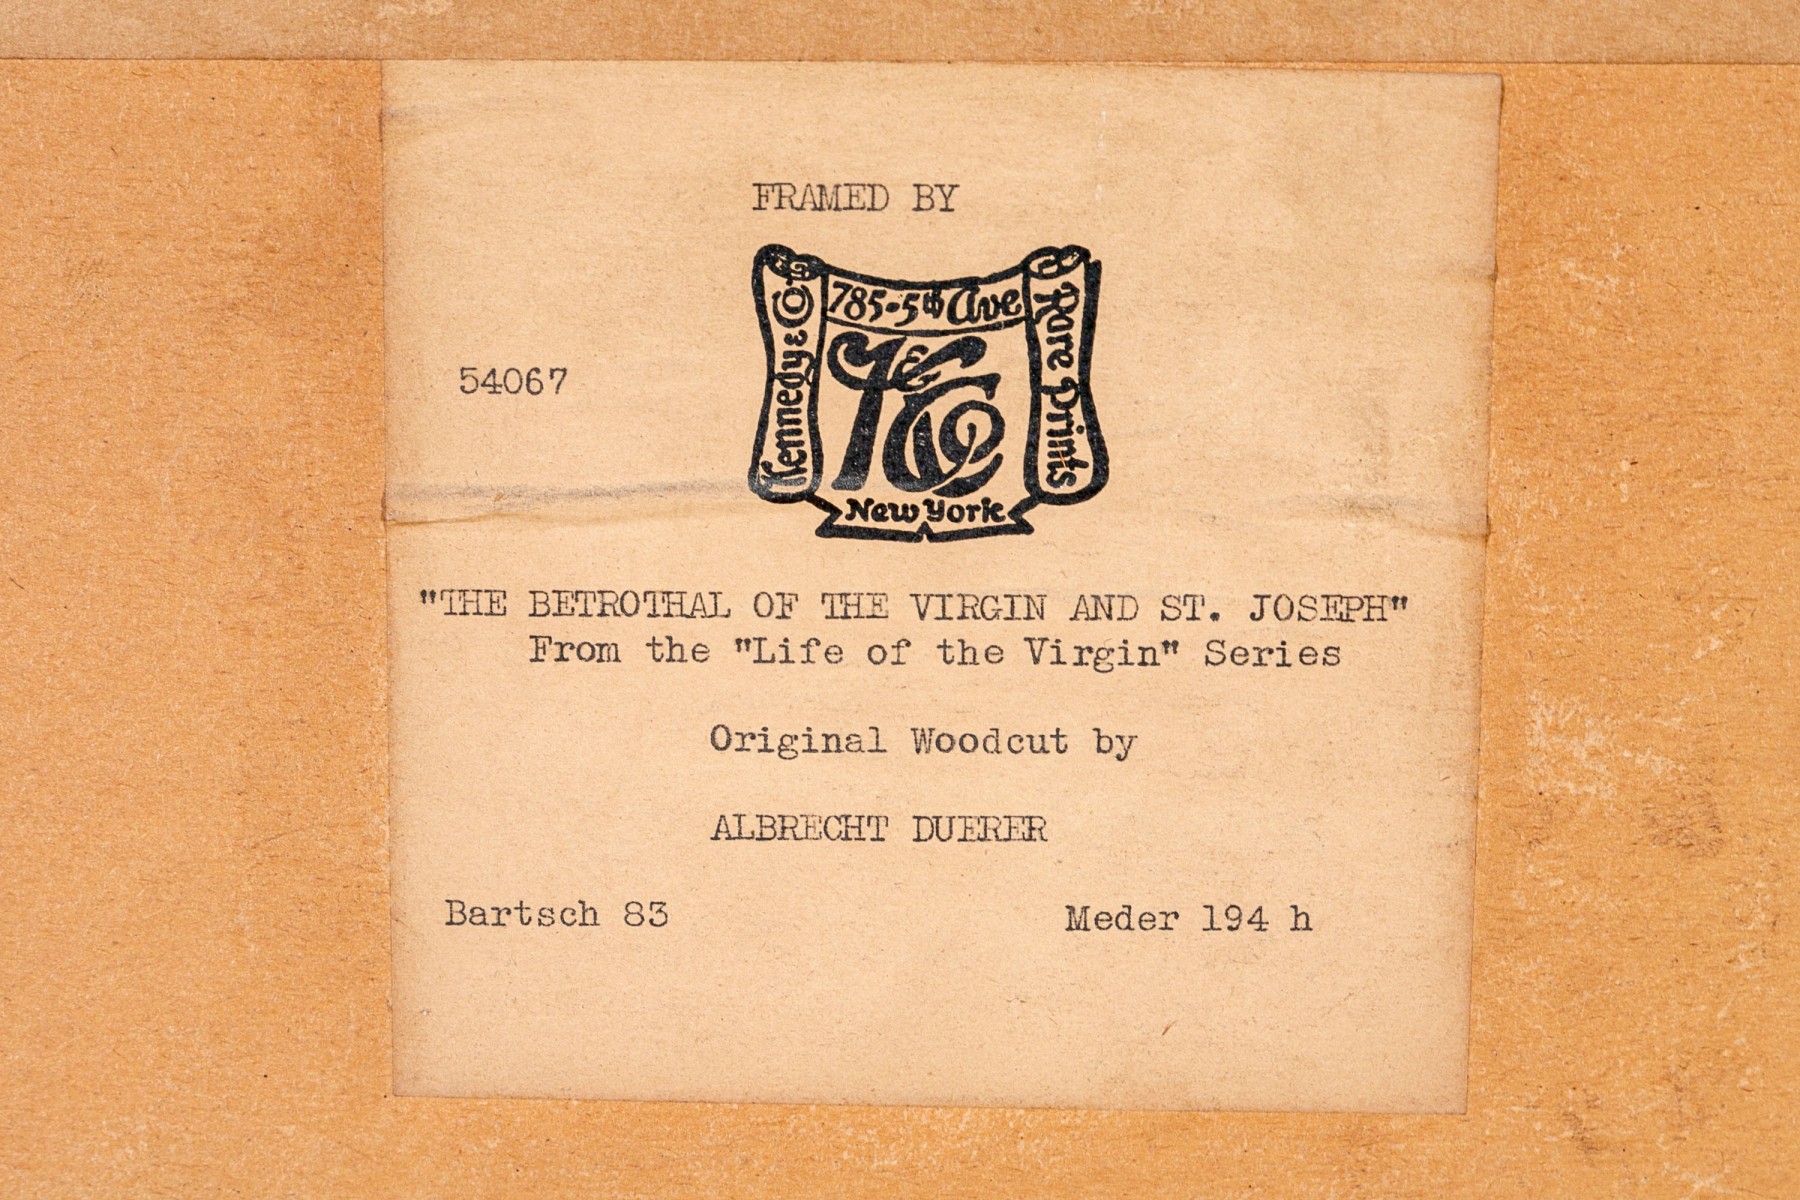 FRAMED BY
785-5th Ave
Kennedy & Co
Rare Prints
K & Co
New York
54067
"THE BETROTHAL OF THE VIRGIN AND ST. JOSEPH"
From the "Life of the Virgin" Series
Original Woodcut by
ALBRECHT DUERER
Bartsch 83
Meder 194 h